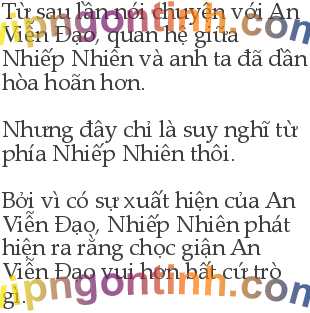 Từ sau lần nói chuyện với An
Viễn Đạo, quan hệ giữa
Nhiếp Nhiên và anh ta đã dần
hòa hoãn hơn.
Nhưng đây chỉ là suy nghĩ từ
phía Nhiếp Nhiên thôi.
Bởi vì có sự xuất hiện của An
Viễn Đạo, Nhiếp Nhiên phát
hiện ra rằng chọc giận An
Viễn Đạo vui hơn bất cứ trò
gì.
vipngontinh.com
vipngontinh.com